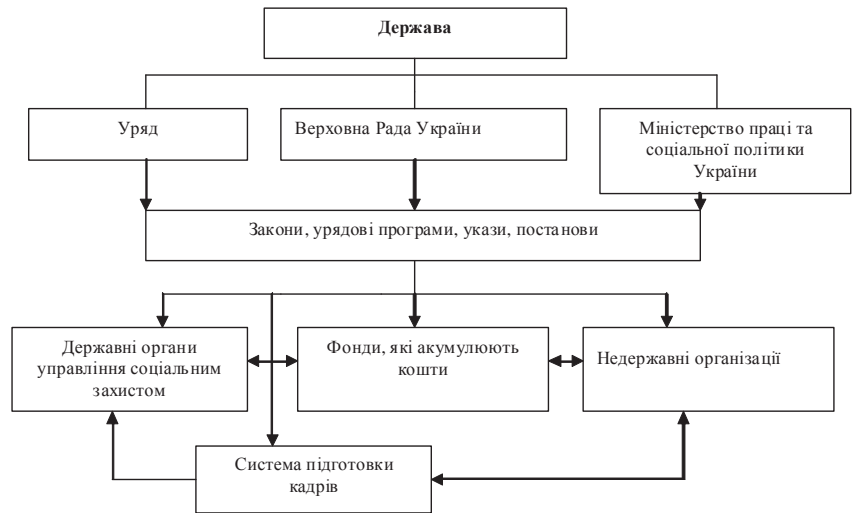 Держава
Уряд
Верховна Рада України
Міністерство праці та
соціальної політики
України
Закони, урядові програми, укази, постанови
Державні органи
управління соціальним
захистом
Фонди, які акумулюють
кошти
Недержавні організації
Система підготовки
кадрів